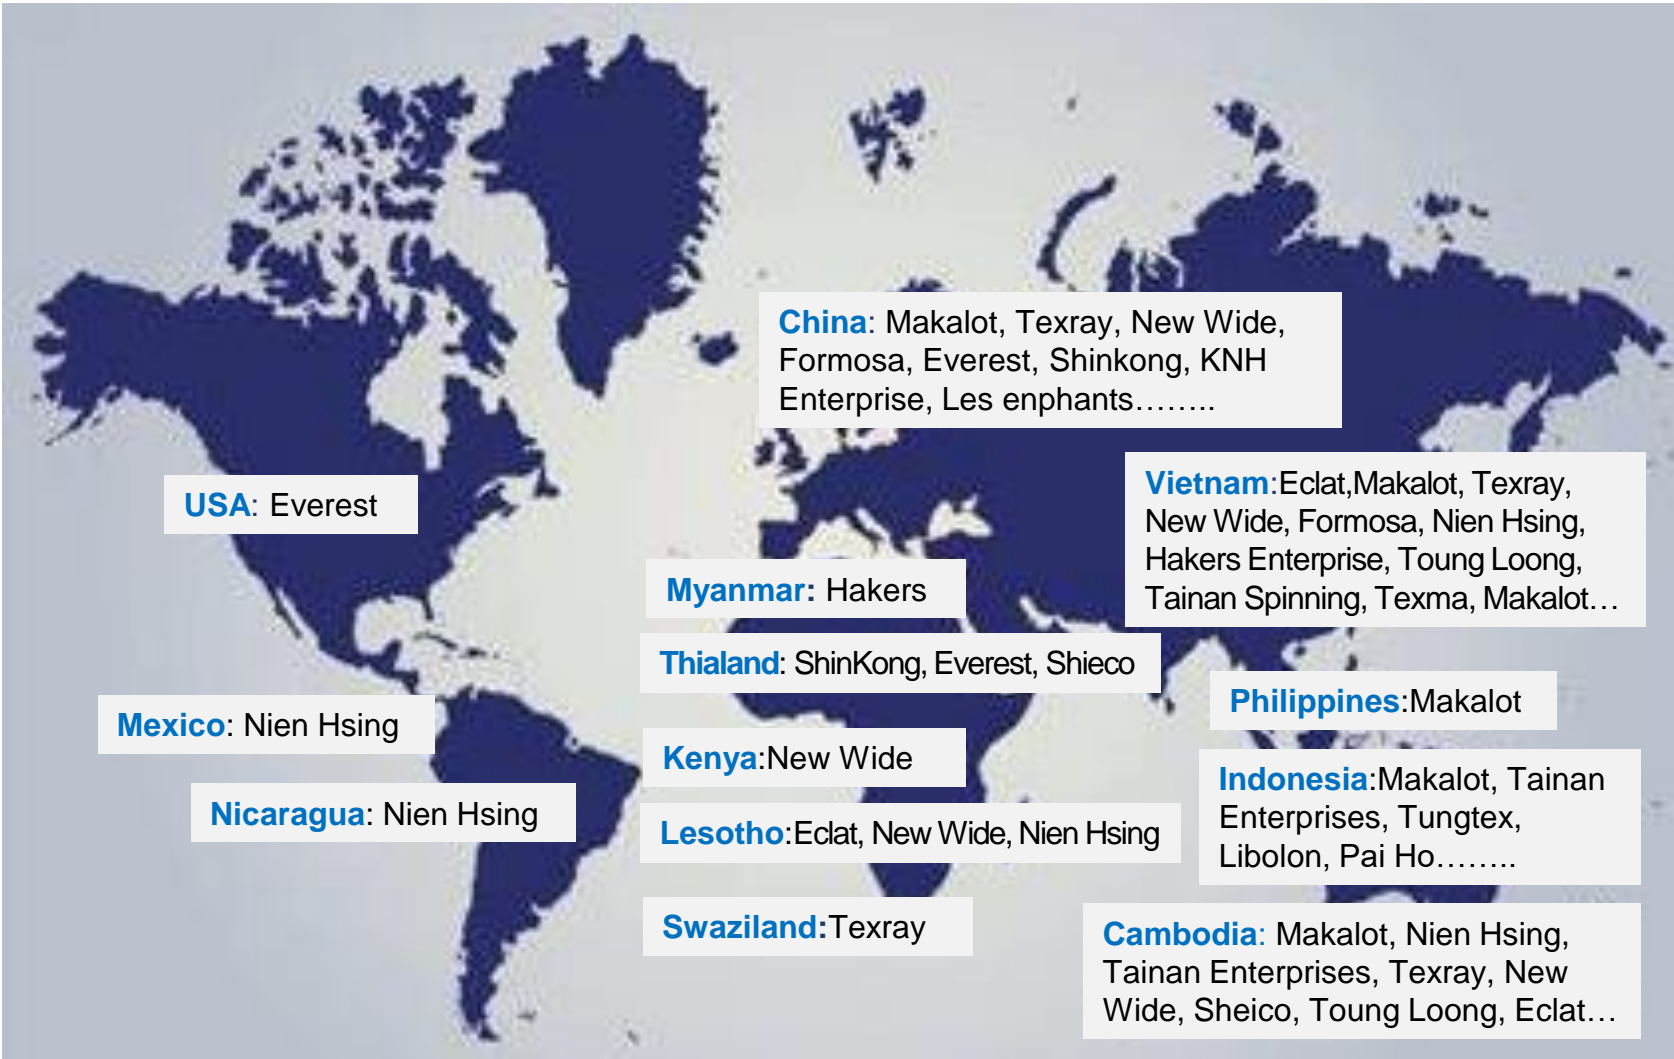 China: Makalot, Texray, New Wide,
Formosa, Everest, Shinkong, KNH
Enterprise, Les enphants……..
USA: Everest
Vietnam:Eclat,Makalot, Texray,
New Wide, Formosa, Nien Hsing,
Hakers Enterprise, Toung Loong,
Tainan Spinning, Texma, Makalot…
Myanmar: Hakers
Thialand: ShinKong, Everest, Shieco
Philippines:Makalot
Mexico: Nien Hsing
Kenya:New Wide
Indonesia:Makalot, Tainan
Enterprises, Tungtex,
Libolon, Pai Ho……..
Nicaragua: Nien Hsing
Lesotho:Eclat, New Wide, Nien Hsing
Swaziland:Texray
Cambodia: Makalot, Nien Hsing,
Tainan Enterprises, Texray, New
Wide, Sheico, Toung Loong, Eclat…